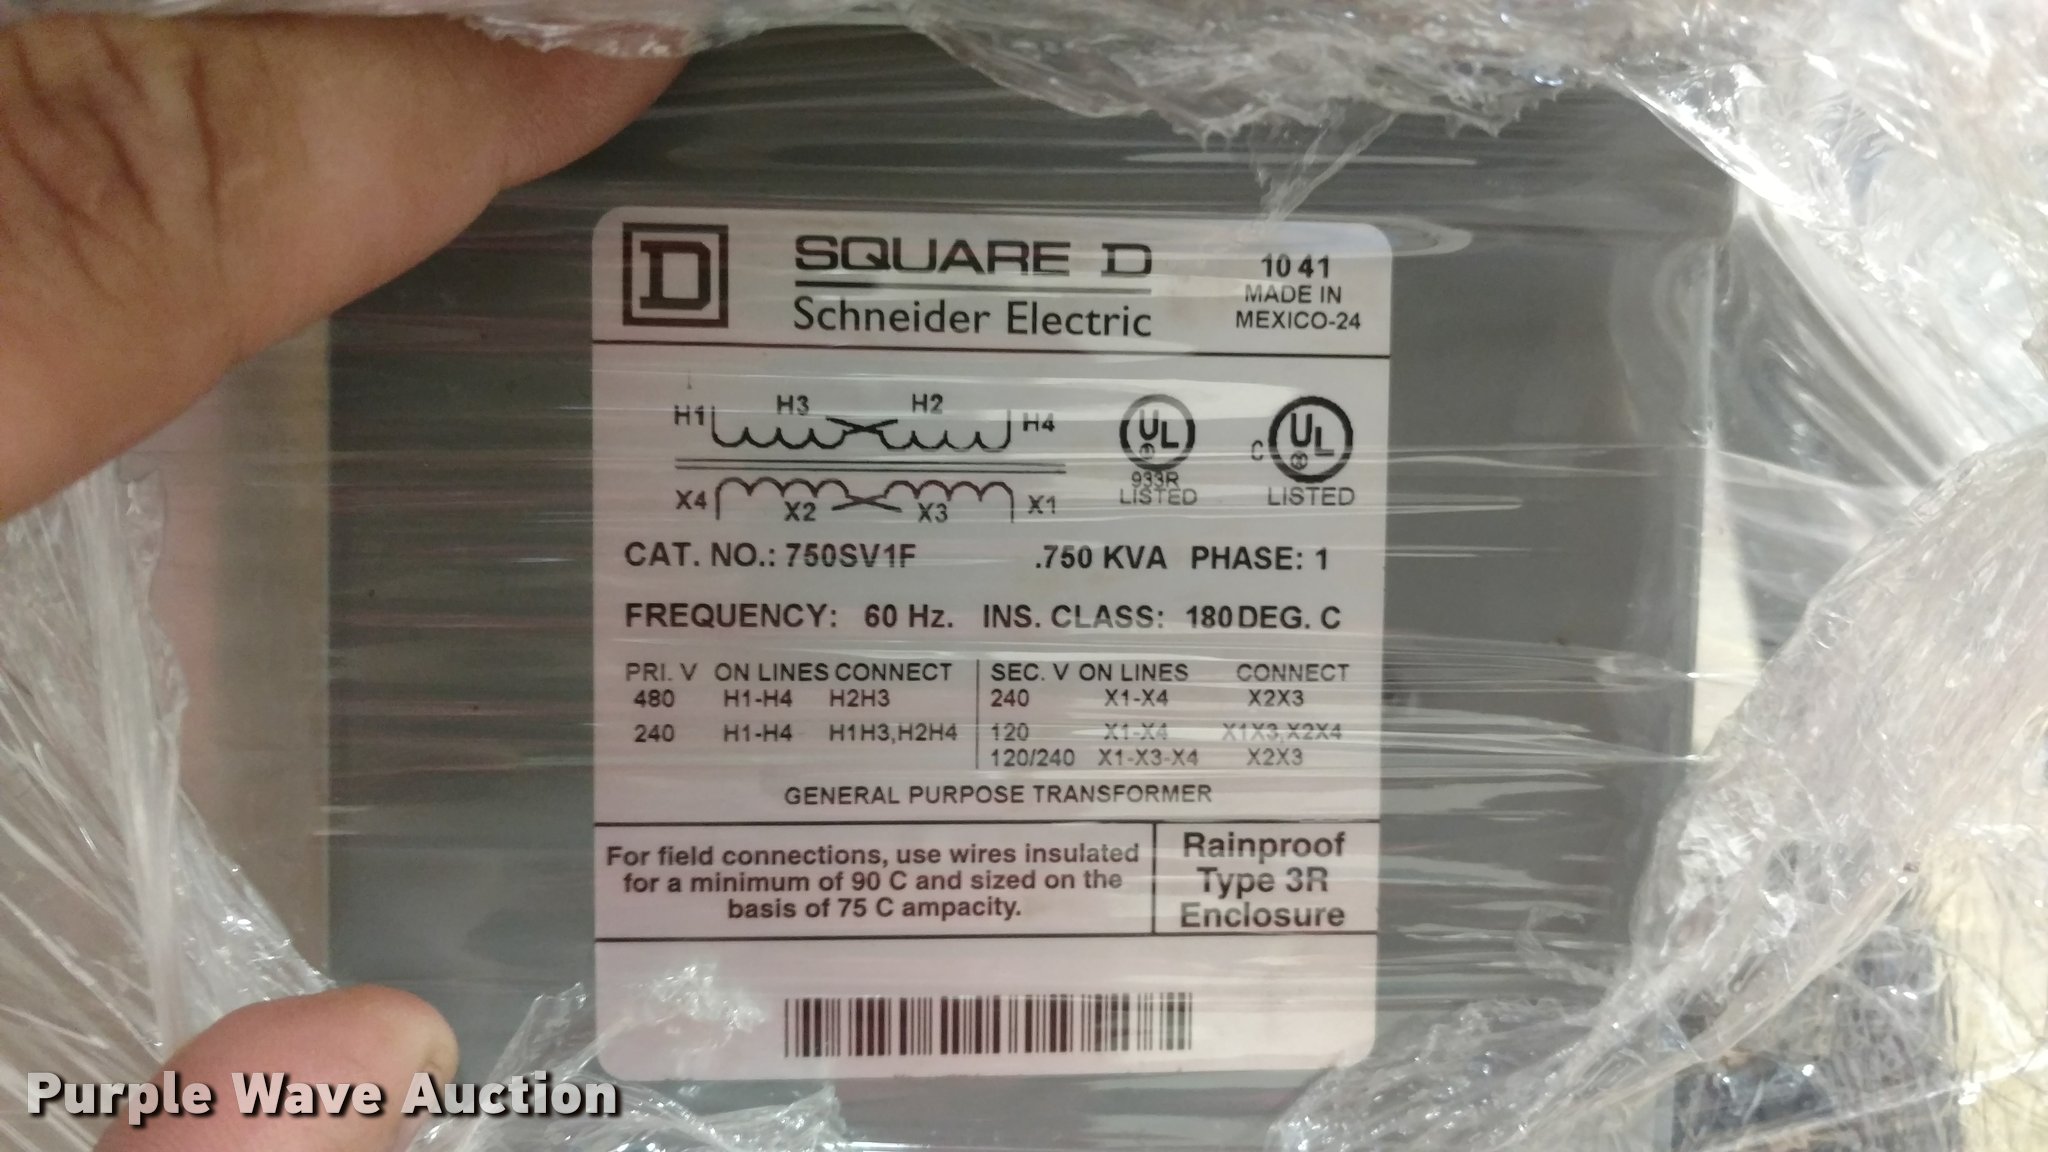 D SQUARE D
Schneider Electric
10 41
MADE IN
MEXICO-24
H1 H3 H2 H4
X4 X2 X3 X1
UL
933R
LISTED
C UL
LISTED
CAT. NO.: 750SV1F .750 KVA PHASE: 1
FREQUENCY: 60 Hz. INS. CLASS: 180 DEG. C
PRI. V ON LINES CONNECT SEC. V ON LINES CONNECT
480 H1-H4 H2H3 240 X1-X4 X2X3
240 H1-H4 H1H3,H2H4 120 X1-X4 X1X3,X2X4
120/240 X1-X3-X4 X2X3
GENERAL PURPOSE TRANSFORMER
For field connections, use wires insulated
for a minimum of 90 C and sized on the
basis of 75 C ampacity.
Rainproof
Type 3R
Enclosure
Purple Wave Auction